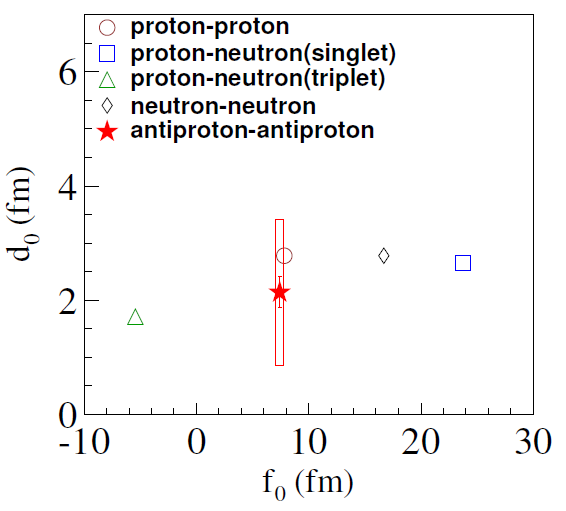 proton-proton
proton-neutron(singlet)
proton-neutron(triplet)
neutron-neutron
antiproton-antiproton
6
4
2
0
d0 (fm)
-10 0 10 20 30
f0 (fm)